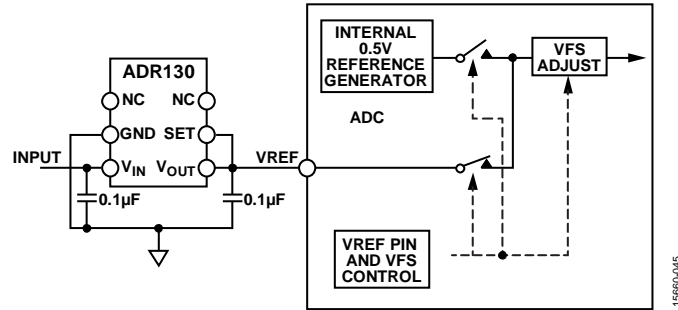 INTERNAL
0.5V
REFERENCE
GENERATOR
VFS
ADJUST
ADR130
NC NC
ADC
GND SET
INPUT
VREF
VIN VOUT
0.1µF 0.1µF
VREF PIN
AND VFS
CONTROL
15660-045